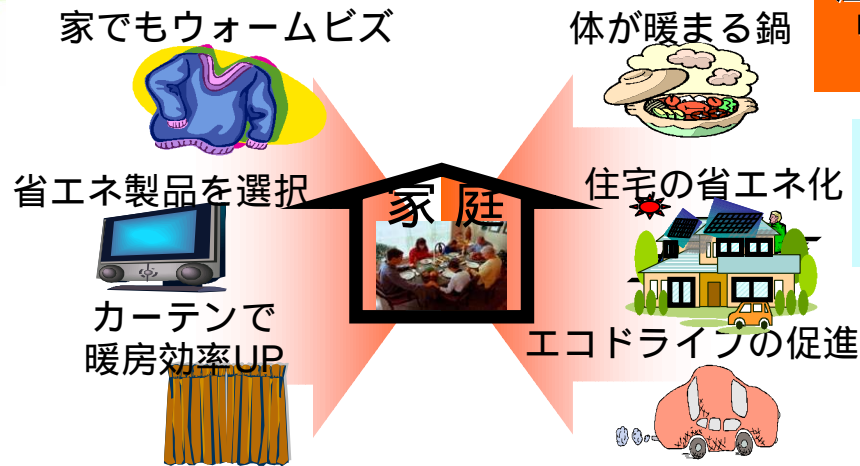 家でもウォームビズ
体が暖まる鍋
省エネ製品を選択
住宅の省エネ化
家庭
カーテンで
暖房効率UP
エコドライブの促進